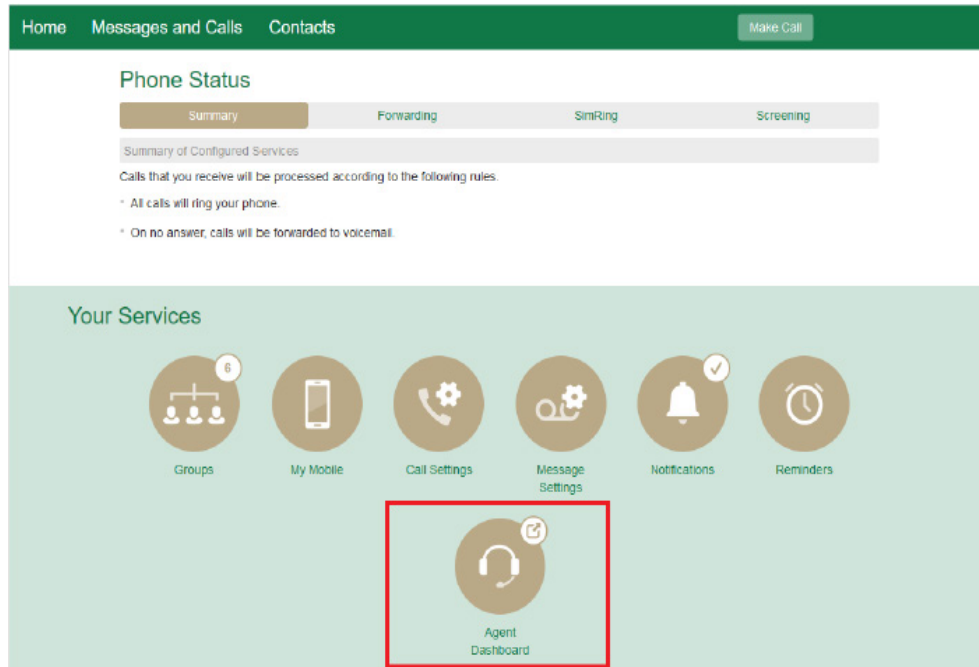 Home Messages and Calls Contacts Make Call
Phone Status
Summary Forwarding SimRing Screening
Summary of Configured Services
Calls that you receive will be processed according to the following rules.
All calls will ring your phone.
On no answer, calls will be forwarded to voicemail.
Your Services
6
Groups My Mobile Call Settings Message Notifications Reminders
Settings
Agent
Dashboard